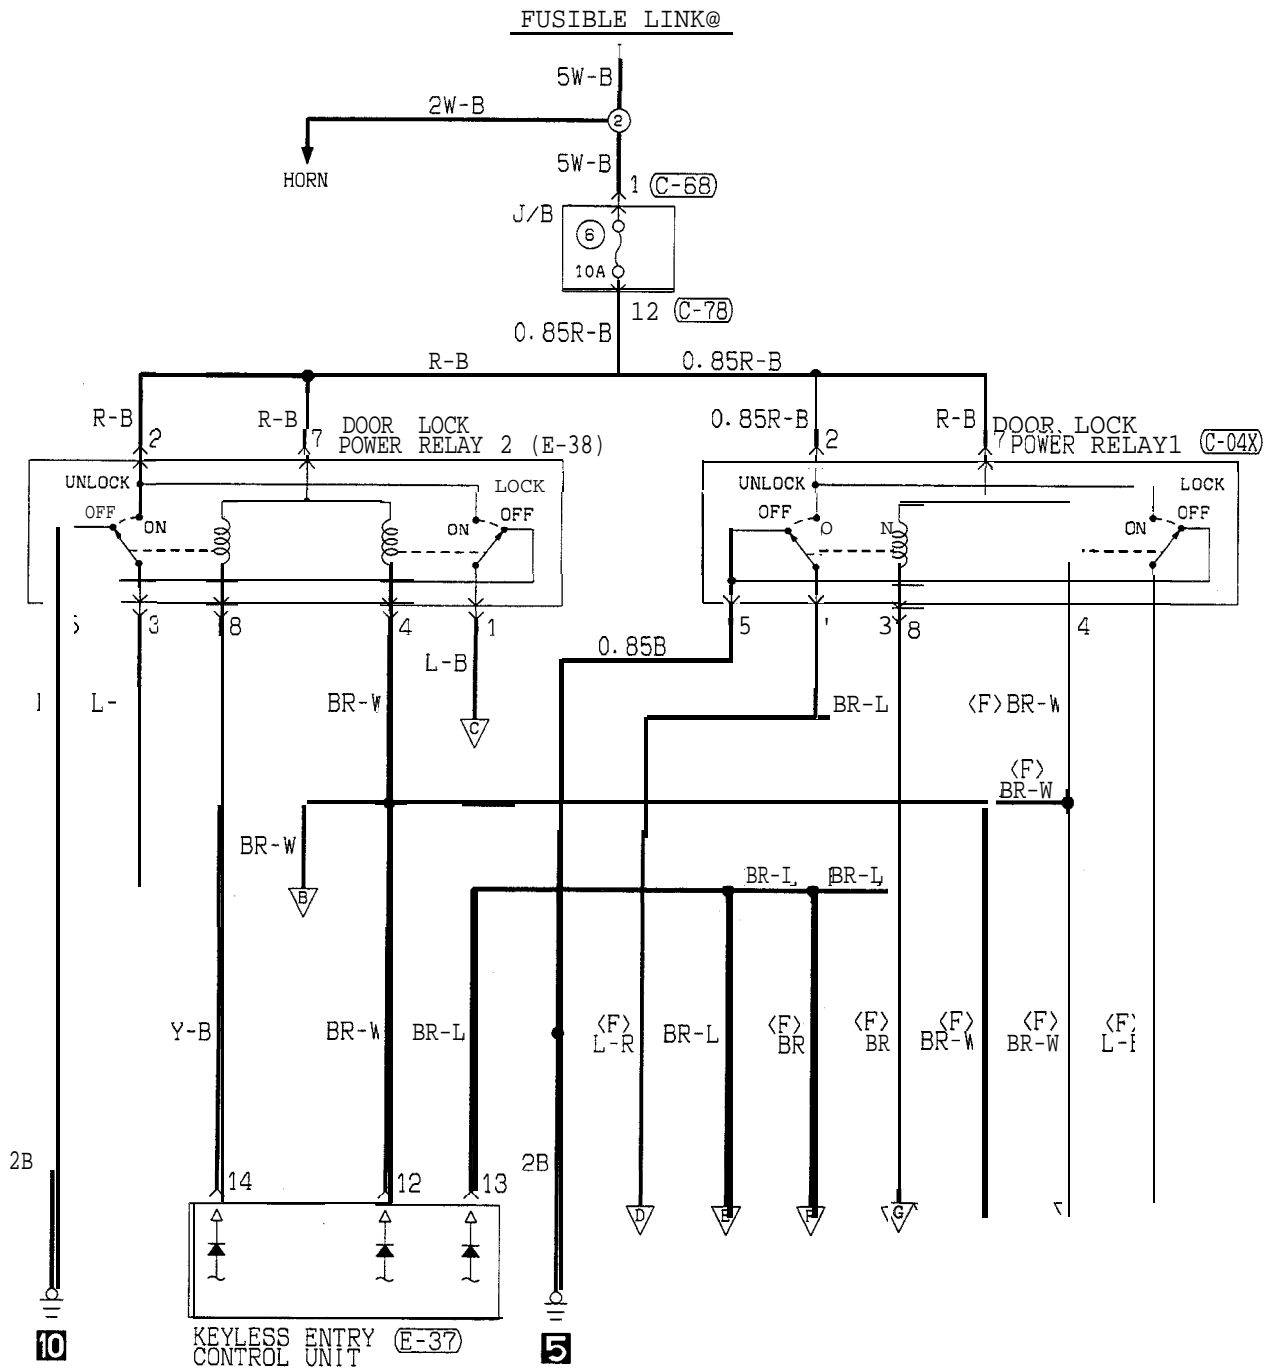 FUSIBLE LINK@
5W-B
2W-B
2
HORN
5W-B
1 C-68
J/B
6
10A
12 C-78
0.85R-B
R-B
0.85R-B
R-B
2
R-B
7
DOOR LOCK
POWER RELAY 2 (E-38)
0.85R-B
2
R-B
7
DOOR LOCK
POWER RELAY1
C-04X
UNLOCK
LOCK
OFF
ON
ON
OFF
UNLOCK
LOCK
OFF
O
N
ON
OFF
3
8
4
1
5
3
8
4
L-B
0.85B
L-
BR-W
C
BR-L
<F>BR-W
<F>
BR-W
BR-W
B
BR-L
BR-L
Y-B
BR-W
BR-L
<F>
L-R
BR-L
<F>
BR
<F>
BR
<F>
BR-W
<F>
BR-W
<F>
2B
14
12
13
2B
D
E
F
G
10
KEYLESS ENTRY
CONTROL UNIT
E-37
5